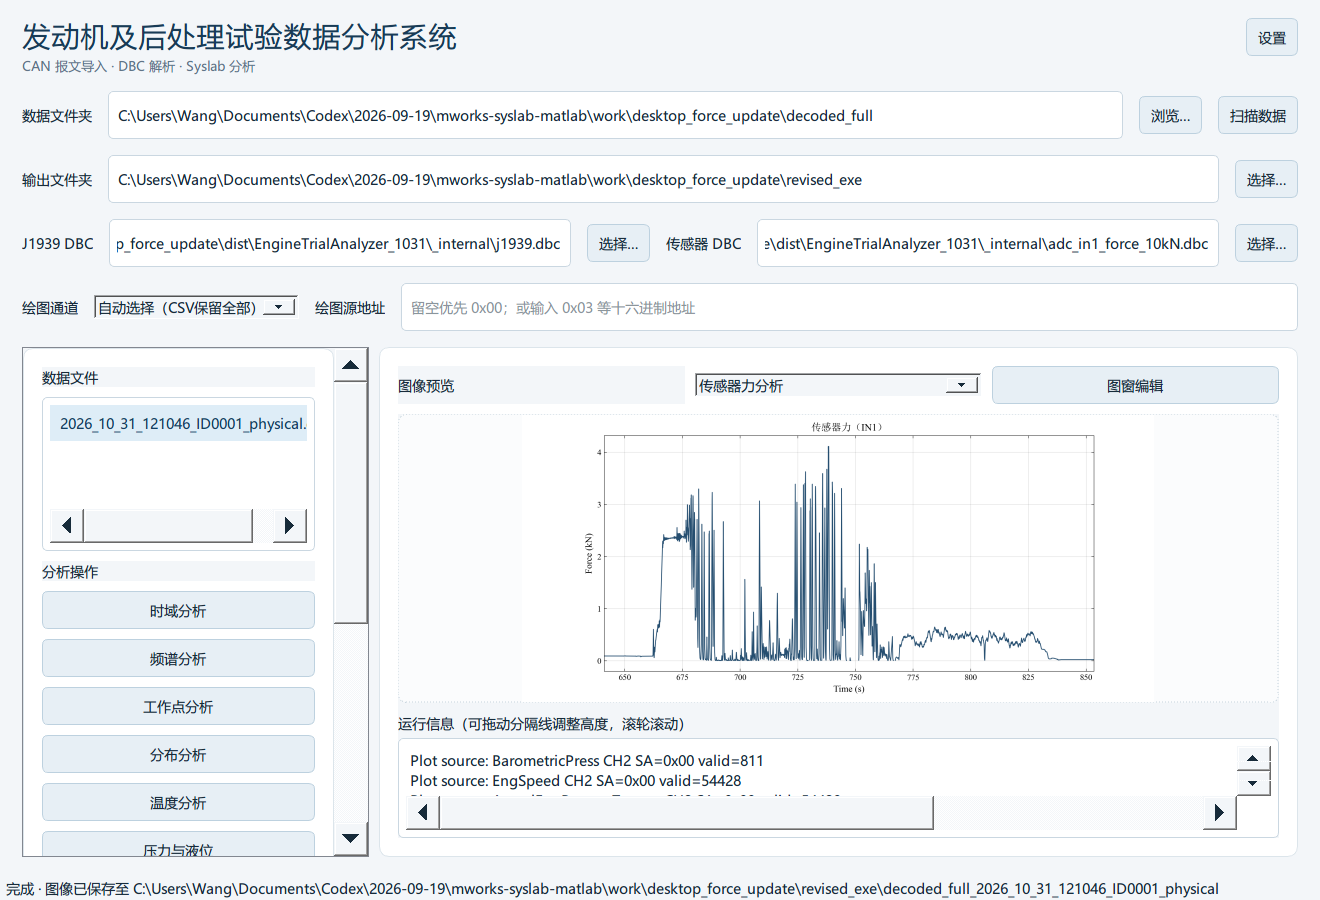 发动机及后处理试验数据分析系统
设置
CAN 报文导入 · DBC 解析 · Syslab 分析
数据文件夹
C:\Users\Wang\Documents\Codex\2026-09-19\mworks-syslab-matlab\work\desktop_force_update\decoded_full
浏览...
扫描数据
输出文件夹
C:\Users\Wang\Documents\Codex\2026-09-19\mworks-syslab-matlab\work\desktop_force_update\revised_exe
选择...
J1939 DBC
p_force_update\dist\EngineTrialAnalyzer_1031\_internal\j1939.dbc
选择...
传感器 DBC
e\dist\EngineTrialAnalyzer_1031\_internal\adc_in1_force_10kN.dbc
选择...
绘图通道
自动选择（CSV保留全部）
绘图源地址
留空优先 0x00；或输入 0x03 等十六进制地址
数据文件
2026_10_31_121046_ID0001_physical.
分析操作
时域分析
频谱分析
工作点分析
分布分析
温度分析
压力与液位
图像预览
传感器力分析
图窗编辑
传感器力（IN1）
Force (kN)
4
3
2
1
0
650 675 700 725 750 775 800 825 850
Time (s)
运行信息（可拖动分隔线调整高度，滚轮滚动）
Plot source: BarometricPress CH2 SA=0x00 valid=811
Plot source: EngSpeed CH2 SA=0x00 valid=54428
完成 · 图像已保存至 C:\Users\Wang\Documents\Codex\2026-09-19\mworks-syslab-matlab\work\desktop_force_update\revised_exe\decoded_full_2026_10_31_121046_ID0001_physical